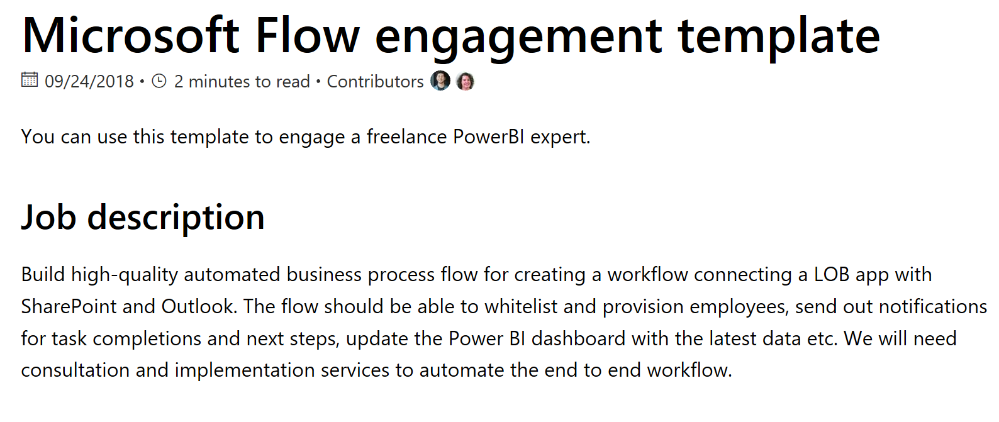 Microsoft Flow engagement template
09/24/2018 • 2 minutes to read • Contributors
You can use this template to engage a freelance PowerBI expert.
Job description
Build high-quality automated business process flow for creating a workflow connecting a LOB app with
SharePoint and Outlook. The flow should be able to whitelist and provision employees, send out notifications
for task completions and next steps, update the Power BI dashboard with the latest data etc. We will need
consultation and implementation services to automate the end to end workflow.